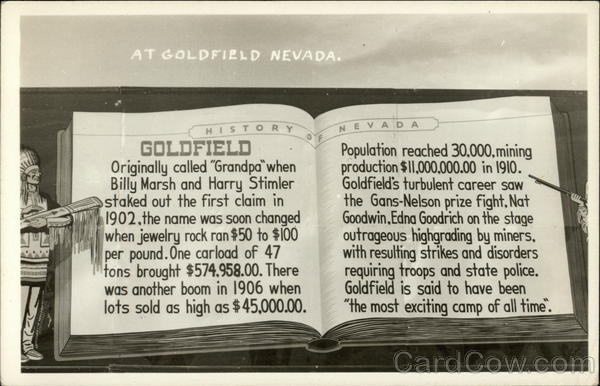 AT GOLDFIELD NEVADA.
HISTORY OF NEVADA
GOLDFIELD
Originally called "Grandpa" when
Billy Marsh and Harry Stimler
staked out the first claim in
1902, the name was soon changed
when jewelry rock ran $50 to $100
per pound. One carload of 47
tons brought $574,958.00. There
was another boom in 1906 when
lots sold as high as $45,000.00.
Population reached 30,000, mining
production $11,000,000.00 in 1910.
Goldfield's turbulent career saw
the Gans-Nelson prize fight, Nat
Goodwin, Edna Goodrich on the stage
outrageous highgrading by miners,
with resulting strikes and disorders
requiring troops and state police.
Goldfield is said to have been
"the most exciting camp of all time".
CardCow.com